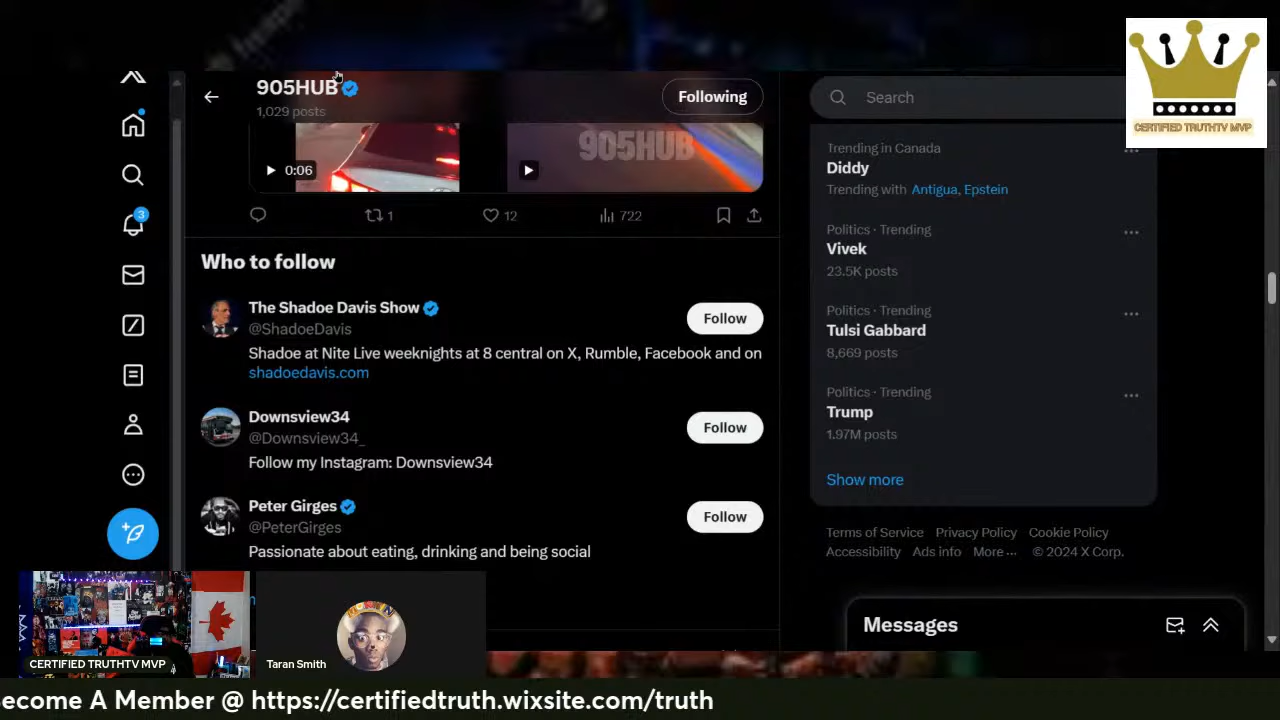 905HUB
1,029 posts
Following
Search
CERTIFIED TRUTHTV MVP
0:06
905HUB
1
12
722
Who to follow
The Shadoe Davis Show
@ShadoeDavis
Follow
Shadoe at Nite Live weeknights at 8 central on X, Rumble, Facebook and on
shadoedavis.com
Downsview34
@Downsview34_
Follow
Follow my Instagram: Downsview34
Peter Girges
@PeterGirges
Follow
Passionate about eating, drinking and being social
3
Trending in Canada
Diddy
Trending with Antigua, Epstein
Politics · Trending
Vivek
23.5K posts
Politics · Trending
Tulsi Gabbard
8,669 posts
Politics · Trending
Trump
1.97M posts
Show more
Terms of Service Privacy Policy Cookie Policy
Accessibility Ads info More ··· © 2024 X Corp.
Messages
CERTIFIED TRUTHTV MVP
Taran Smith
ecome A Member @ https://certifiedtruth.wixsite.com/truth